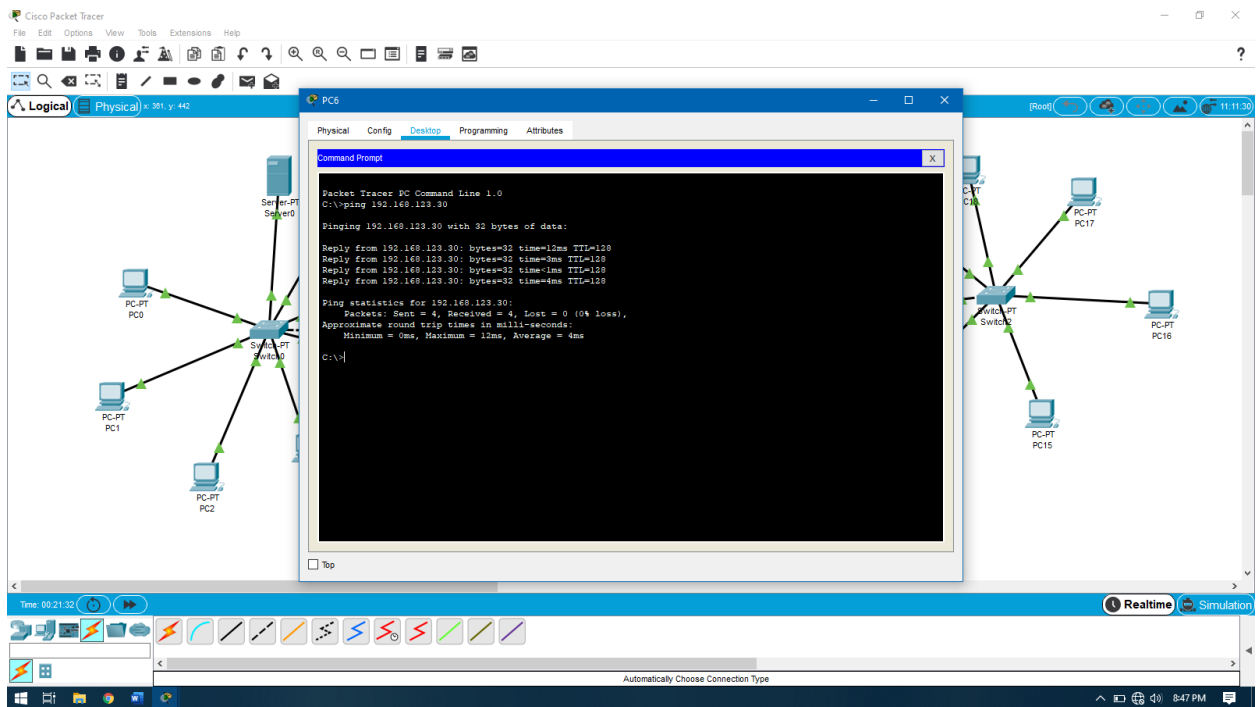 Cisco Packet Tracer
File Edit Options View Tools Extensions Help
?
Logical
Physical
x: 381, y: 442
[Root]
11:11:30
PC6
Physical Config Desktop Programming Attributes
Command Prompt
X
Packet Tracer PC Command Line 1.0
C:\>ping 192.168.123.30
Pinging 192.168.123.30 with 32 bytes of data:
Reply from 192.168.123.30: bytes=32 time=12ms TTL=128
Reply from 192.168.123.30: bytes=32 time=3ms TTL=128
Reply from 192.168.123.30: bytes=32 time<1ms TTL=128
Reply from 192.168.123.30: bytes=32 time=4ms TTL=128
Ping statistics for 192.168.123.30:
Packets: Sent = 4, Received = 4, Lost = 0 (0% loss),
Approximate round trip times in milli-seconds:
Minimum = 0ms, Maximum = 12ms, Average = 4ms
C:\>
Top
Server-PT
Server0
PC-PT
PC0
Switch-PT
Switch0
PC-PT
PC1
PC-PT
PC2
PC-PT
PC17
Switch-PT
Switch2
PC-PT
PC16
PC-PT
PC15
Time: 00:21:32
Realtime
Simulation
Automatically Choose Connection Type
8:47 PM